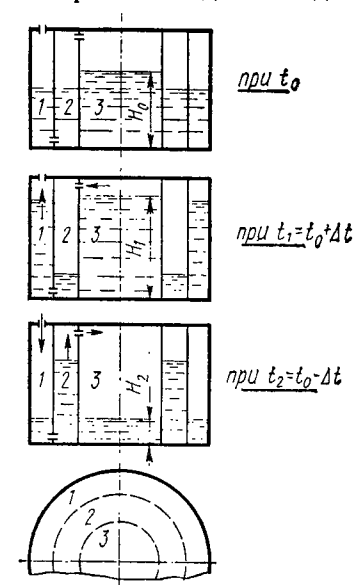 1 2 3 H₀
при t₀
1 2 3 H₁
при t₁=t₀+Δt
1 2 3 H₂
при t₂=t₀-Δt
1
2
3